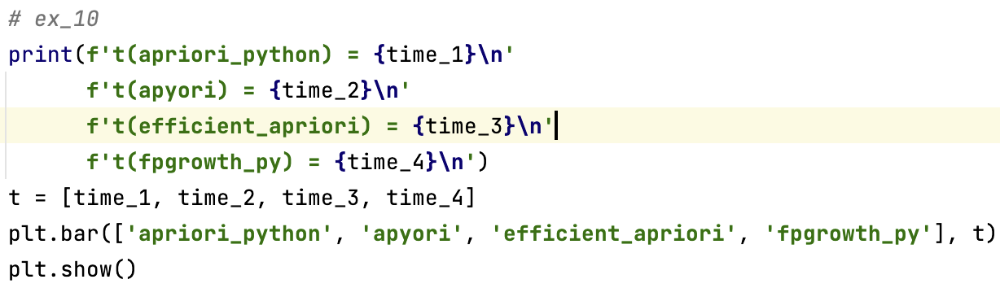 # ex_10
print(f't(apriori_python) = {time_1}\n'
      f't(apyori) = {time_2}\n'
      f't(efficient_apriori) = {time_3}\n'
      f't(fpgrowth_py) = {time_4}\n')
t = [time_1, time_2, time_3, time_4]
plt.bar(['apriori_python', 'apyori', 'efficient_apriori', 'fpgrowth_py'], t)
plt.show()